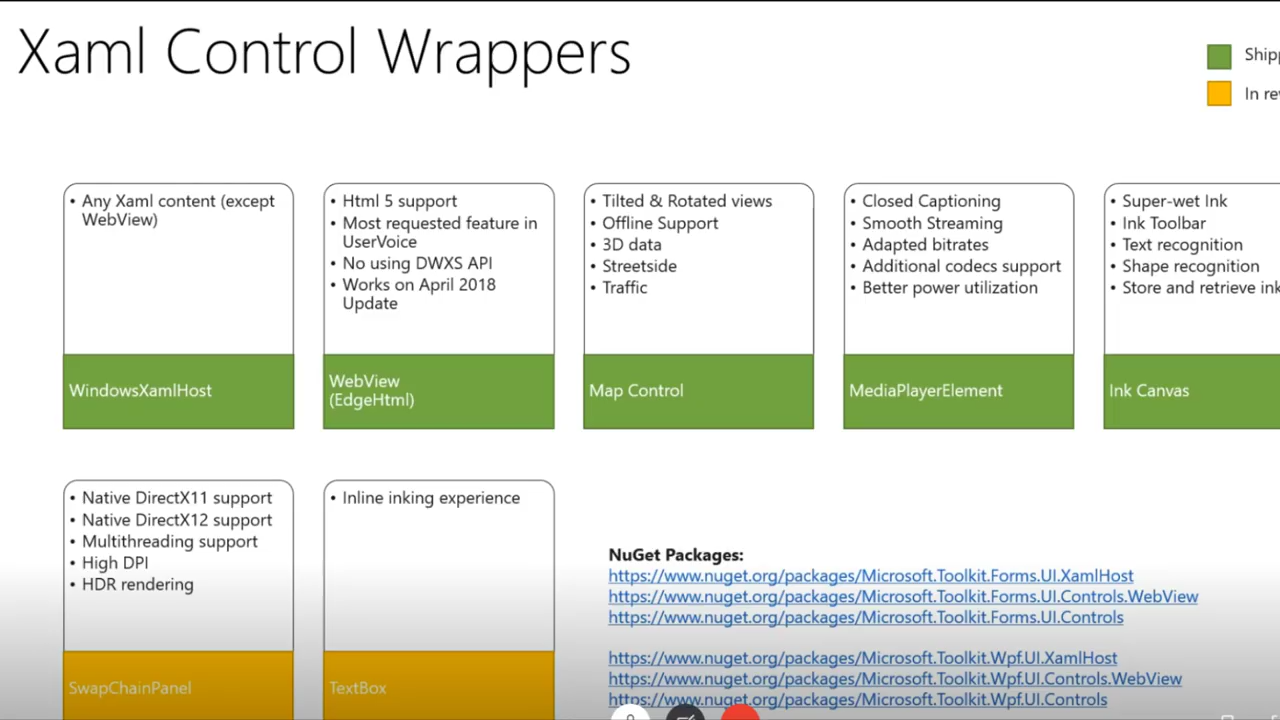 Xaml Control Wrappers
• Any Xaml content (except
WebView)
WindowsXamlHost
• Html 5 support
• Most requested feature in
UserVoice
• No using DWXS API
• Works on April 2018
Update
WebView
(EdgeHtml)
• Tilted & Rotated views
• Offline Support
• 3D data
• Streetside
• Traffic
Map Control
• Closed Captioning
• Smooth Streaming
• Adapted bitrates
• Additional codecs support
• Better power utilization
MediaPlayerElement
• Super-wet Ink
• Ink Toolbar
• Text recognition
• Shape recognition
• Store and retrieve ink
Ink Canvas
• Native DirectX11 support
• Native DirectX12 support
• Multithreading support
• High DPI
• HDR rendering
SwapChainPanel
• Inline inking experience
TextBox
NuGet Packages:
https://www.nuget.org/packages/Microsoft.Toolkit.Forms.UI.XamlHost
https://www.nuget.org/packages/Microsoft.Toolkit.Forms.UI.Controls.WebView
https://www.nuget.org/packages/Microsoft.Toolkit.Forms.UI.Controls
https://www.nuget.org/packages/Microsoft.Toolkit.Wpf.UI.XamlHost
https://www.nuget.org/packages/Microsoft.Toolkit.Wpf.UI.Controls.WebView
https://www.nuget.org/packages/Microsoft.Toolkit.Wpf.UI.Controls
In